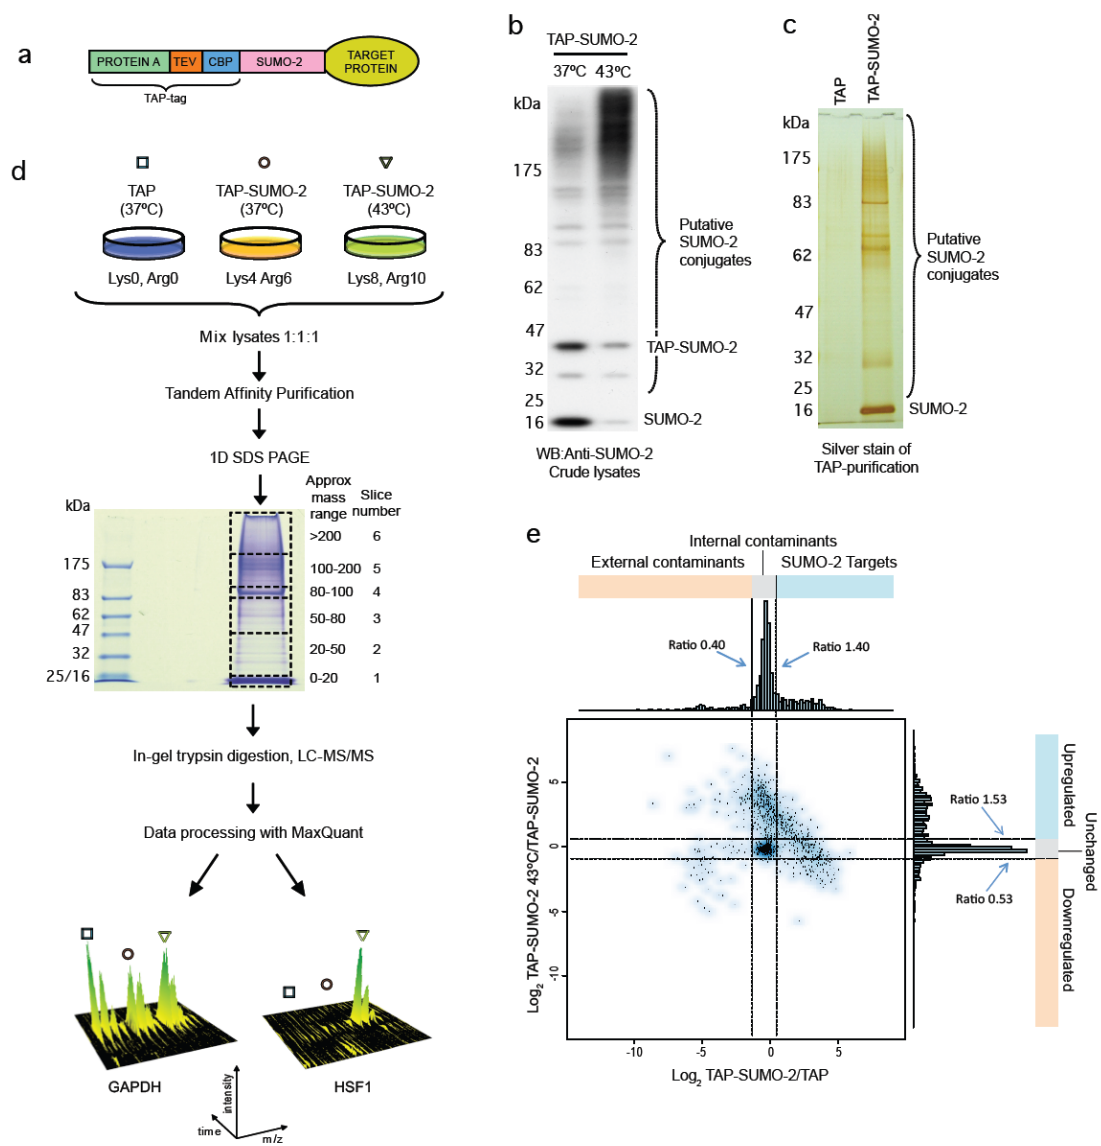 a
PROTEIN A
TEV
CBP
SUMO-2
TARGET
PROTEIN
TAP-tag
b
TAP-SUMO-2
37ºC
43ºC
kDa
175
83
62
47
32
25
16
Putative
SUMO-2
conjugates
TAP-SUMO-2
SUMO-2
WB:Anti-SUMO-2
Crude lysates
c
TAP
TAP-SUMO-2
kDa
175
83
62
47
32
25
16
Putative
SUMO-2
conjugates
SUMO-2
Silver stain of
TAP-purification
d
TAP
(37ºC)
TAP-SUMO-2
(37ºC)
TAP-SUMO-2
(43ºC)
Lys0, Arg0
Lys4 Arg6
Lys8, Arg10
Mix lysates 1:1:1
Tandem Affinity Purification
1D SDS PAGE
kDa
175
83
62
47
32
25/16
Approx
mass
range
Slice
number
>200 6
100-200 5
80-100 4
50-80 3
20-50 2
0-20 1
In-gel trypsin digestion, LC-MS/MS
Data processing with MaxQuant
GAPDH
HSF1
intensity
time
m/z
e
Internal contaminants
External contaminants
SUMO-2 Targets
Ratio 0.40
Ratio 1.40
Log2 TAP-SUMO-2 43ºC/TAP-SUMO-2
5
0
-5
-10
-10
-5
0
5
Log2 TAP-SUMO-2/TAP
Ratio 1.53
Ratio 0.53
Upregulated
Unchanged
Downregulated